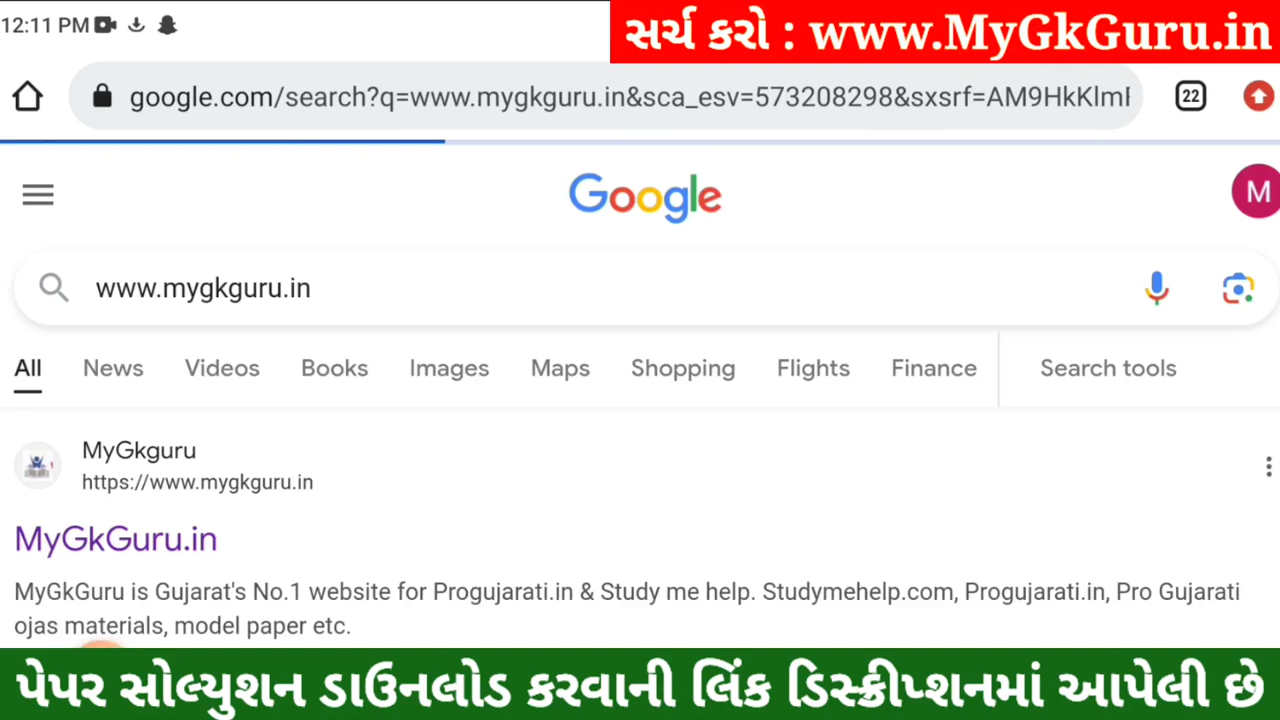 12:11 PM
સર્ચ કરો : www.MyGkGuru.in
google.com/search?q=www.mygkguru.in&sca_esv=573208298&sxsrf=AM9HkKlm
22
Google
M
www.mygkguru.in
All News Videos Books Images Maps Shopping Flights Finance Search tools
MyGkguru
https://www.mygkguru.in
MyGkGuru.in
MyGkGuru is Gujarat's No.1 website for Progujarati.in & Study me help. Studymehelp.com, Progujarati.in, Pro Gujarati
ojas materials, model paper etc.
પેપર સોલ્યુશન ડાઉનલોડ કરવાની લિંક ડિસ્ક્રીપ્શનમાં આપેલી છે